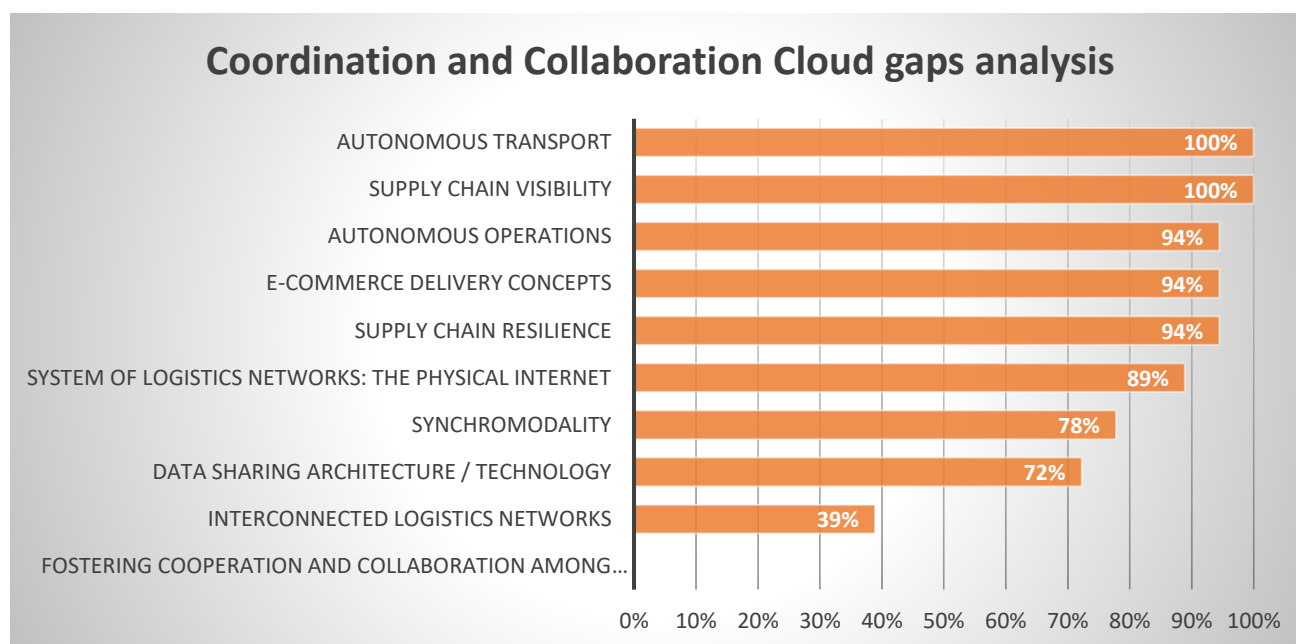 Coordination and Collaboration Cloud gaps analysis
AUTONOMOUS TRANSPORT 100%
SUPPLY CHAIN VISIBILITY 100%
AUTONOMOUS OPERATIONS 94%
E-COMMERCE DELIVERY CONCEPTS 94%
SUPPLY CHAIN RESILIENCE 94%
SYSTEM OF LOGISTICS NETWORKS: THE PHYSICAL INTERNET 89%
SYNCHROMODALITY 78%
DATA SHARING ARCHITECTURE / TECHNOLOGY 72%
INTERCONNECTED LOGISTICS NETWORKS 39%
FOSTERING COOPERATION AND COLLABORATION AMONG…
0% 10% 20% 30% 40% 50% 60% 70% 80% 90% 100%